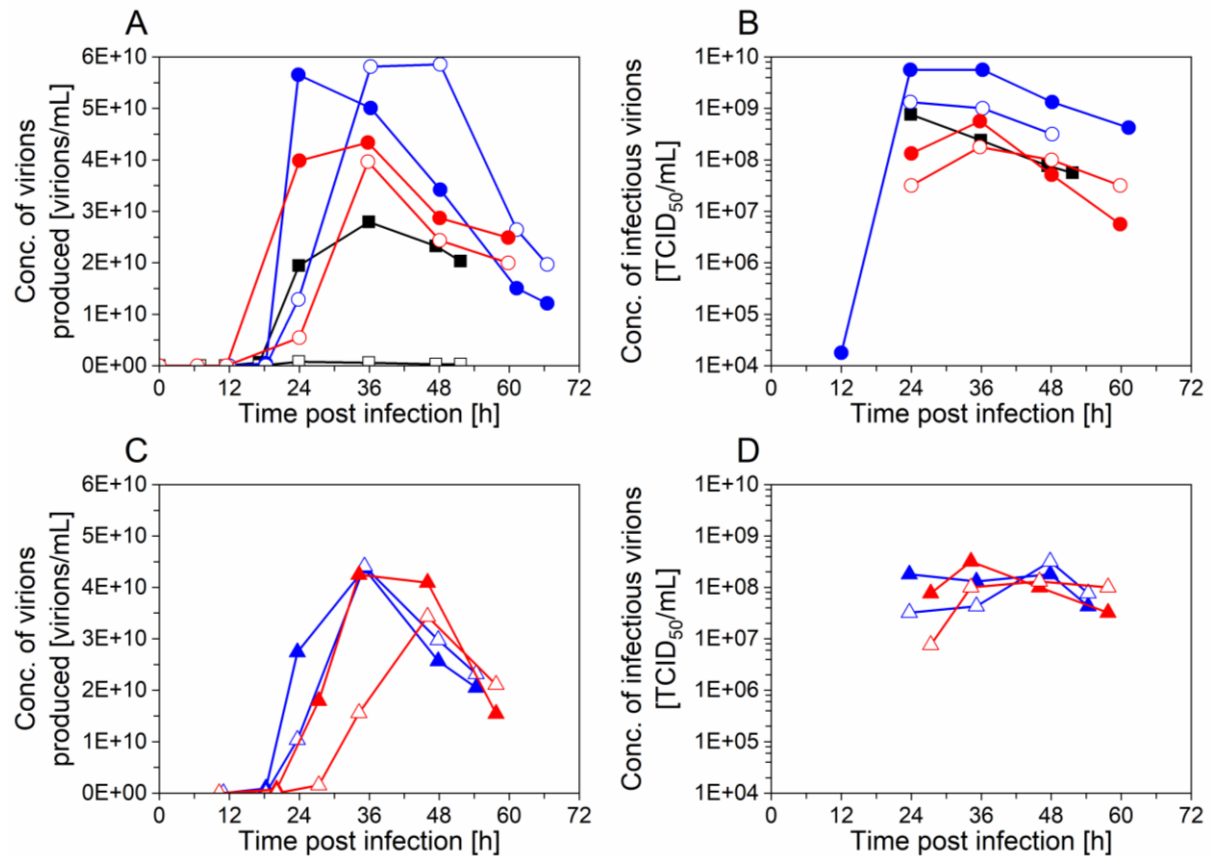 A
Conc. of virions
produced [virions/mL]
6E+10
5E+10
4E+10
3E+10
2E+10
1E+10
0E+00
0 12 24 36 48 60 72
Time post infection [h]
B
Conc. of infectious virions
[TCID50/mL]
1E+10
1E+09
1E+08
1E+07
1E+06
1E+05
1E+04
0 12 24 36 48 60 72
Time post infection [h]
C
Conc. of virions
produced [virions/mL]
6E+10
5E+10
4E+10
3E+10
2E+10
1E+10
0E+00
0 12 24 36 48 60 72
Time post infection [h]
D
Conc. of infectious virions
[TCID50/mL]
1E+10
1E+09
1E+08
1E+07
1E+06
1E+05
1E+04
0 12 24 36 48 60 72
Time post infection [h]